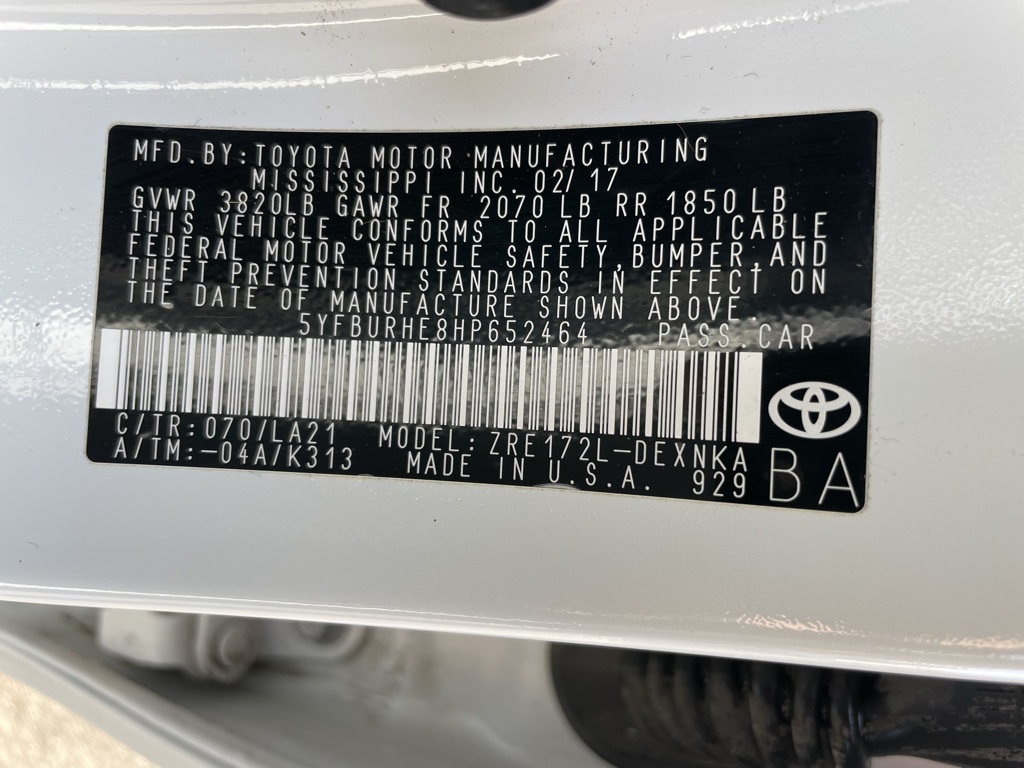 MFD.BY:TOYOTA MOTOR MANUFACTURING
MISSISSIPPI INC. 02/17
GVWR 3820LB GAWR FR 2070 LB RR 1850 LB
THIS VEHICLE CONFORMS TO ALL APPLICABLE
FEDERAL MOTOR VEHICLE SAFETY,BUMPER,AND
THEFT PREVENTION STANDARDS IN EFFECT ON
THE DATE OF MANUFACTURE SHOWN ABOVE.
5YFBURHE8HP652464 PASS.CAR
C/TR:070/LA21 MODEL:ZRE172L-DEXNKA
A/TM:-04A/K313 MADE IN U.S.A. 929 BA